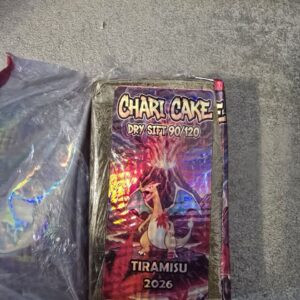 CHARI CAKE
DRY SIFT 90/120
TIRAMISU
2026